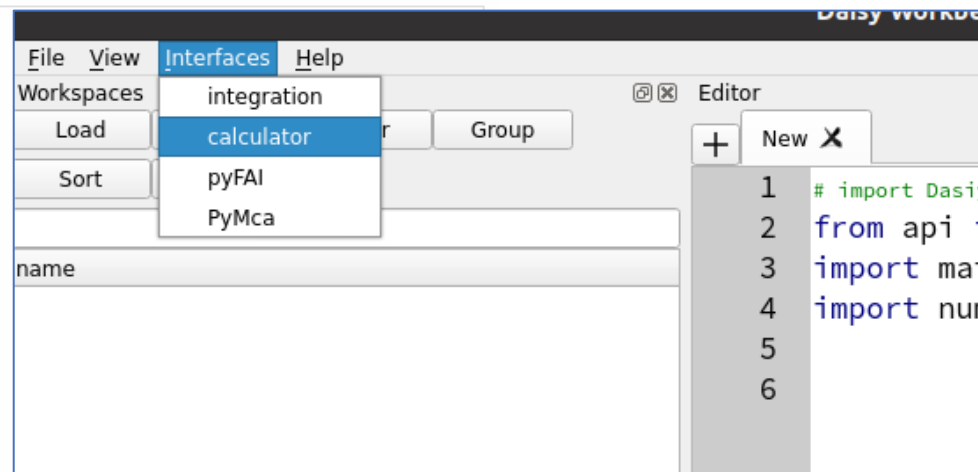 Daisy
File View Interfaces Help
Workspaces
integration
calculator
pyFAI
PyMca
Load
Group
Sort
name
Editor
+ New X
1 # import
2 from api
3 import
4 import
5
6